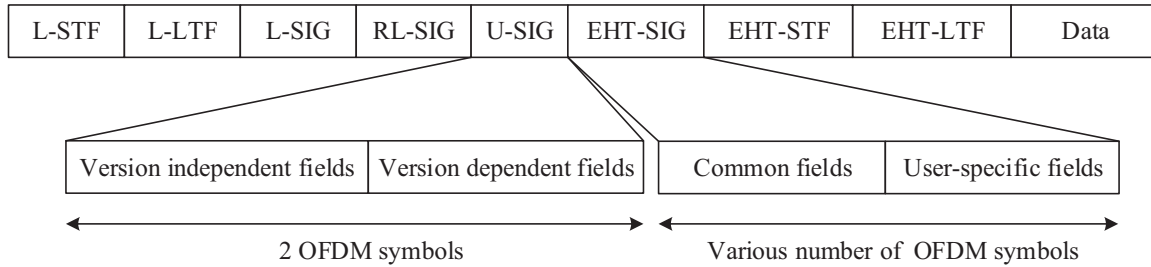 L-STF L-LTF L-SIG RL-SIG U-SIG EHT-SIG EHT-STF EHT-LTF Data
Version independent fields Version dependent fields Common fields User-specific fields
2 OFDM symbols Various number of OFDM symbols